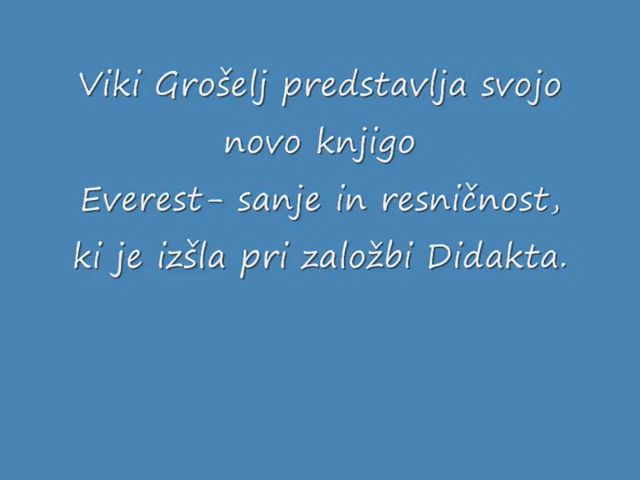 Viki Grošelj predstavlja svojo
novo knjigo
Everest- sanje in resničnost,
ki je izšla pri založbi Didakta.